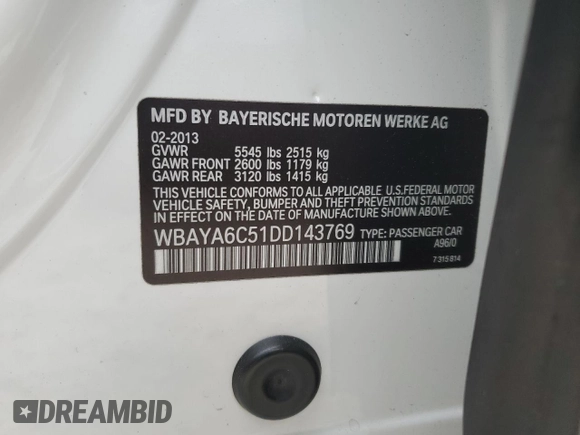 MFD BY BAYERISCHE MOTOREN WERKE AG
02-2013
GVWR 5545 lbs 2515 kg
GAWR FRONT 2600 lbs 1179 kg
GAWR REAR 3120 lbs 1415 kg
THIS VEHICLE CONFORMS TO ALL APPLICABLE U.S.FEDERAL MOTOR
VEHICLE SAFETY, BUMPER AND THEFT PREVENTION STANDARDS
IN EFFECT ON THE DATE OF MANUFACTURE SHOWN ABOVE.
WBAYA6C51DD143769 TYPE: PASSENGER CAR
A96/0
7 315 814
DREAMBID